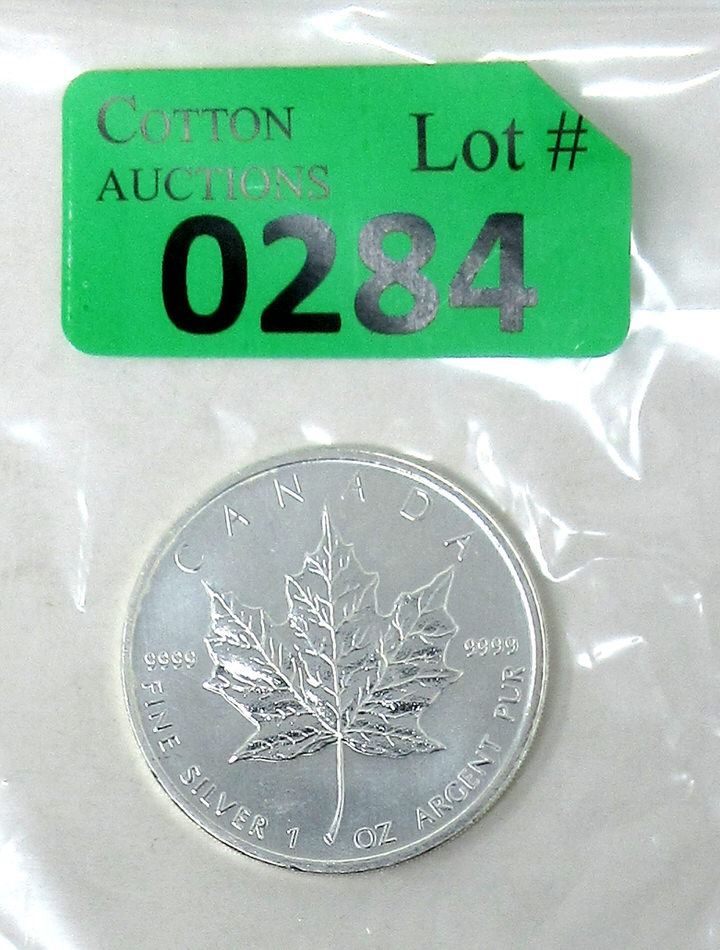 COTTON
AUCTIONS
Lot #
0284
CANADA
9999
9999
FINE SILVER 1 OZ ARGENT PUR